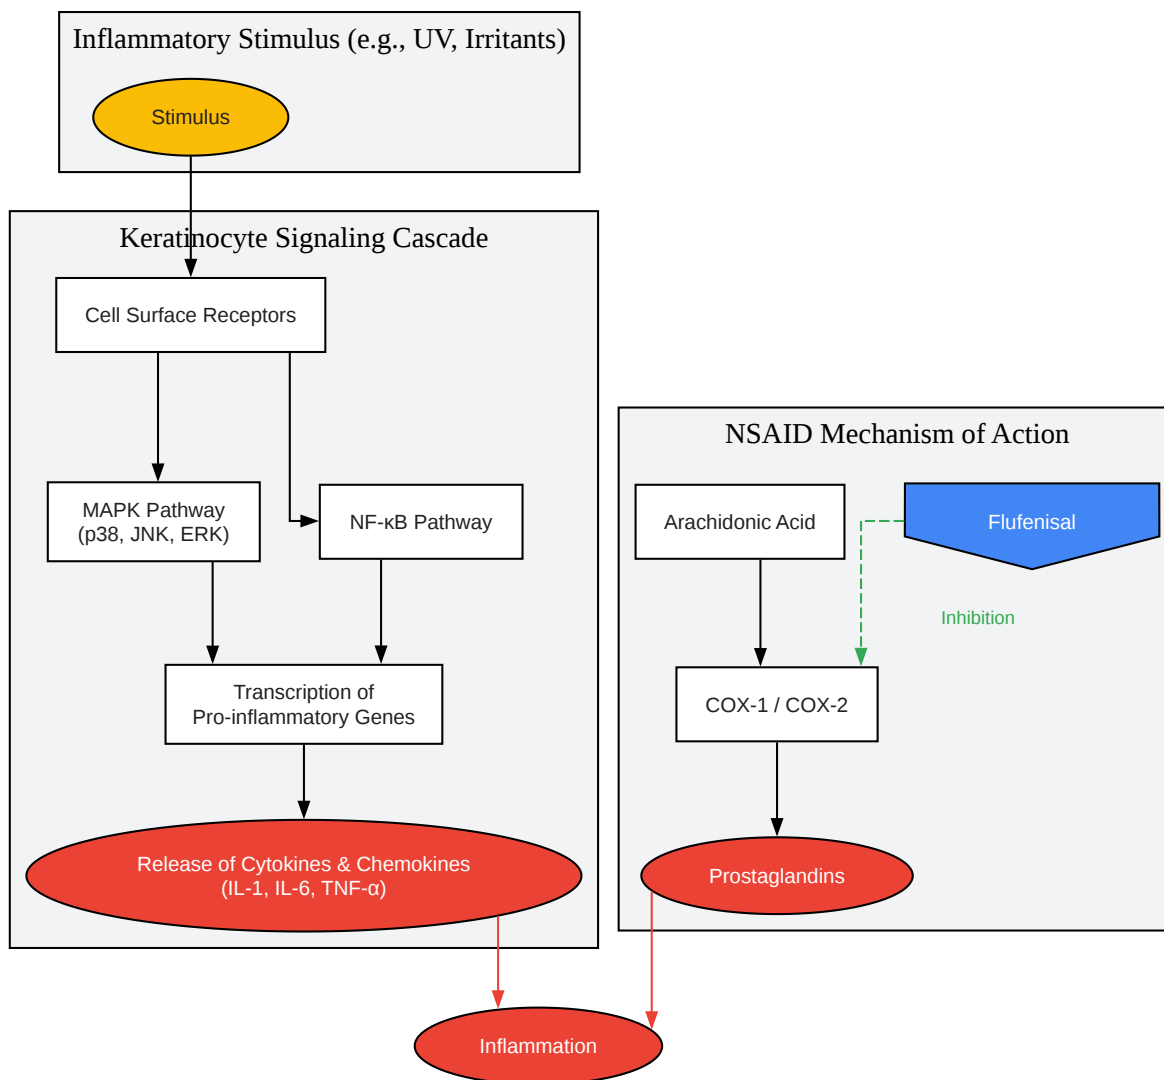 Inflammatory Stimulus (e.g., UV, Irritants)
Stimulus
Keratinocyte Signaling Cascade
Cell Surface Receptors
MAPK Pathway
(p38, JNK, ERK)
NF-κB Pathway
Transcription of
Pro-inflammatory Genes
Release of Cytokines & Chemokines
(IL-1, IL-6, TNF-α)
NSAID Mechanism of Action
Arachidonic Acid
Flufenisal
Inhibition
COX-1 / COX-2
Prostaglandins
Inflammation